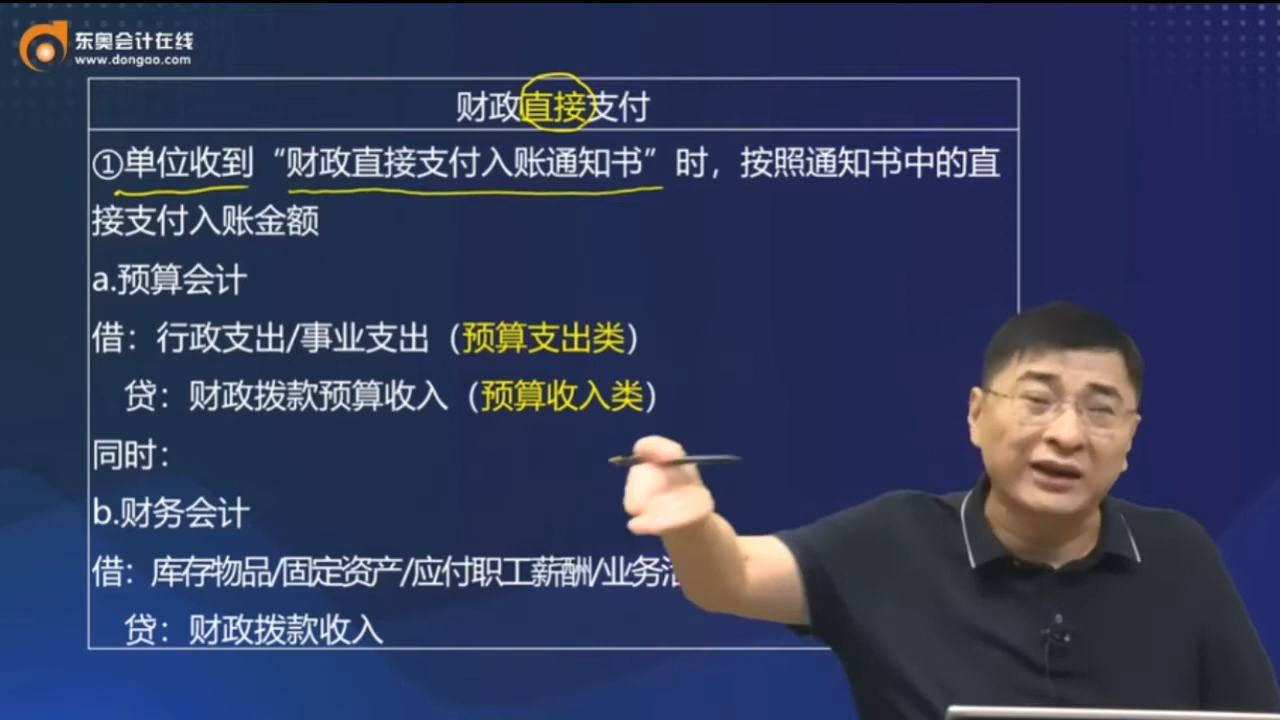 东奥会计在线
www.dongao.com
财政直接支付
①单位收到“财政直接支付入账通知书”时，按照通知书中的直
接支付入账金额
a.预算会计
借：行政支出/事业支出（预算支出类）
贷：财政拨款预算收入（预算收入类）
同时：
b.财务会计
借：库存物品/固定资产/应付职工薪酬/业务
贷：财政拨款收入